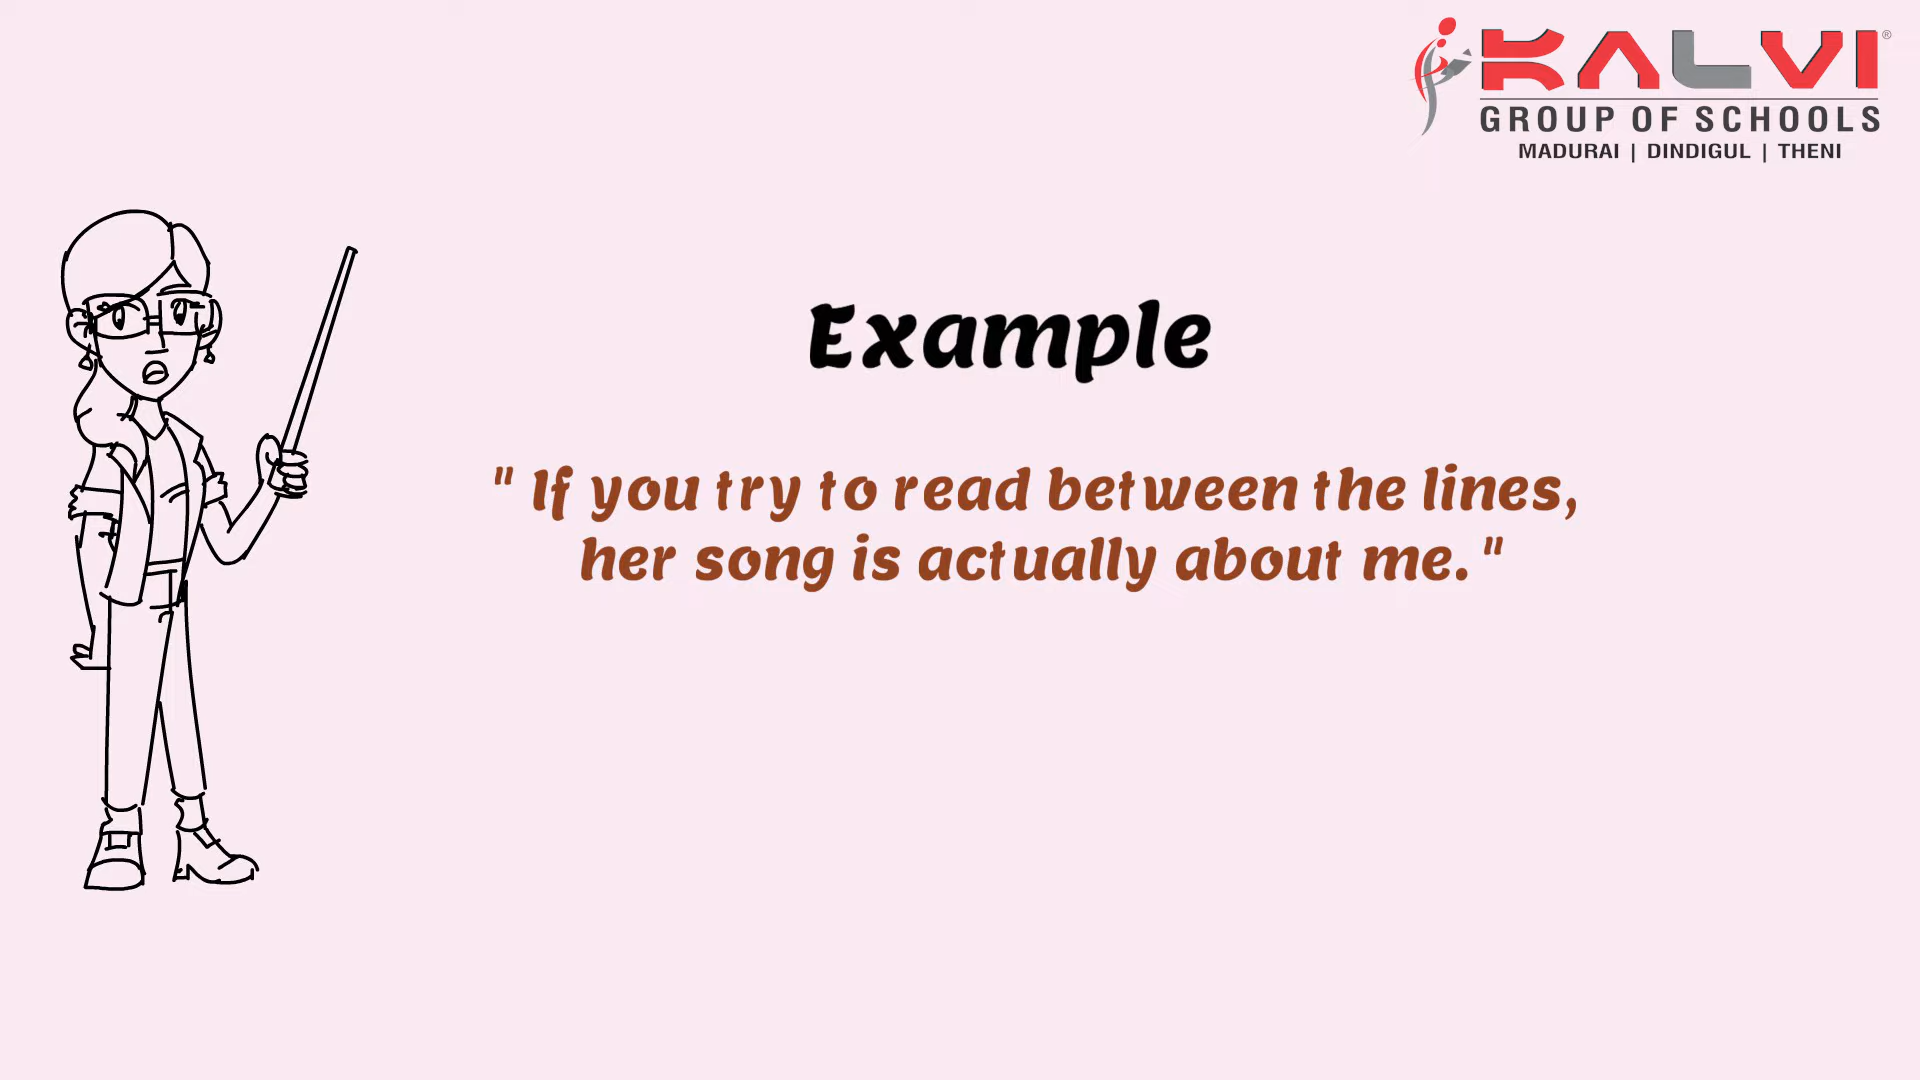 KALVI®
GROUP OF SCHOOLS
MADURAI | DINDIGUL | THENI
Example
" If you try to read between the lines,
her song is actually about me. "